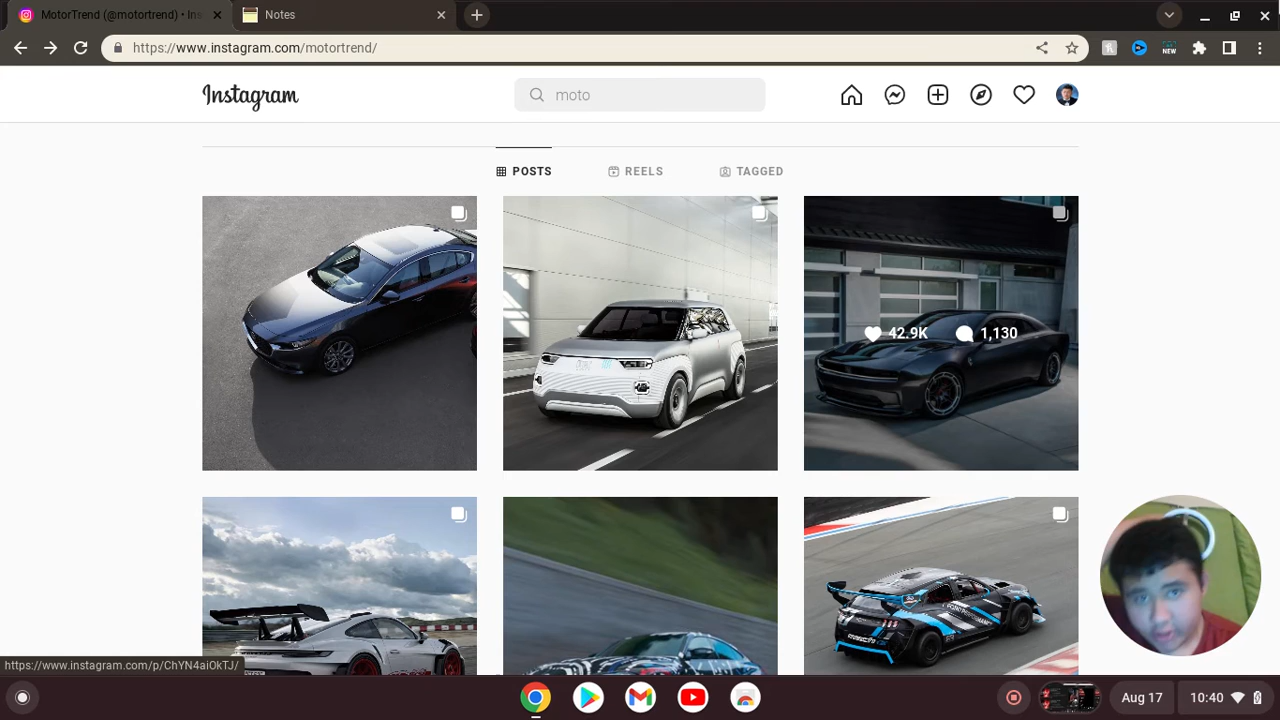 MotorTrend (@motortrend) • Ins
Notes
https://www.instagram.com/motortrend/
NEW
Instagram
moto
POSTS
REELS
TAGGED
42.9K
1,130
https://www.instagram.com/p/ChYN4aiOkTJ/
Aug 17
10:40